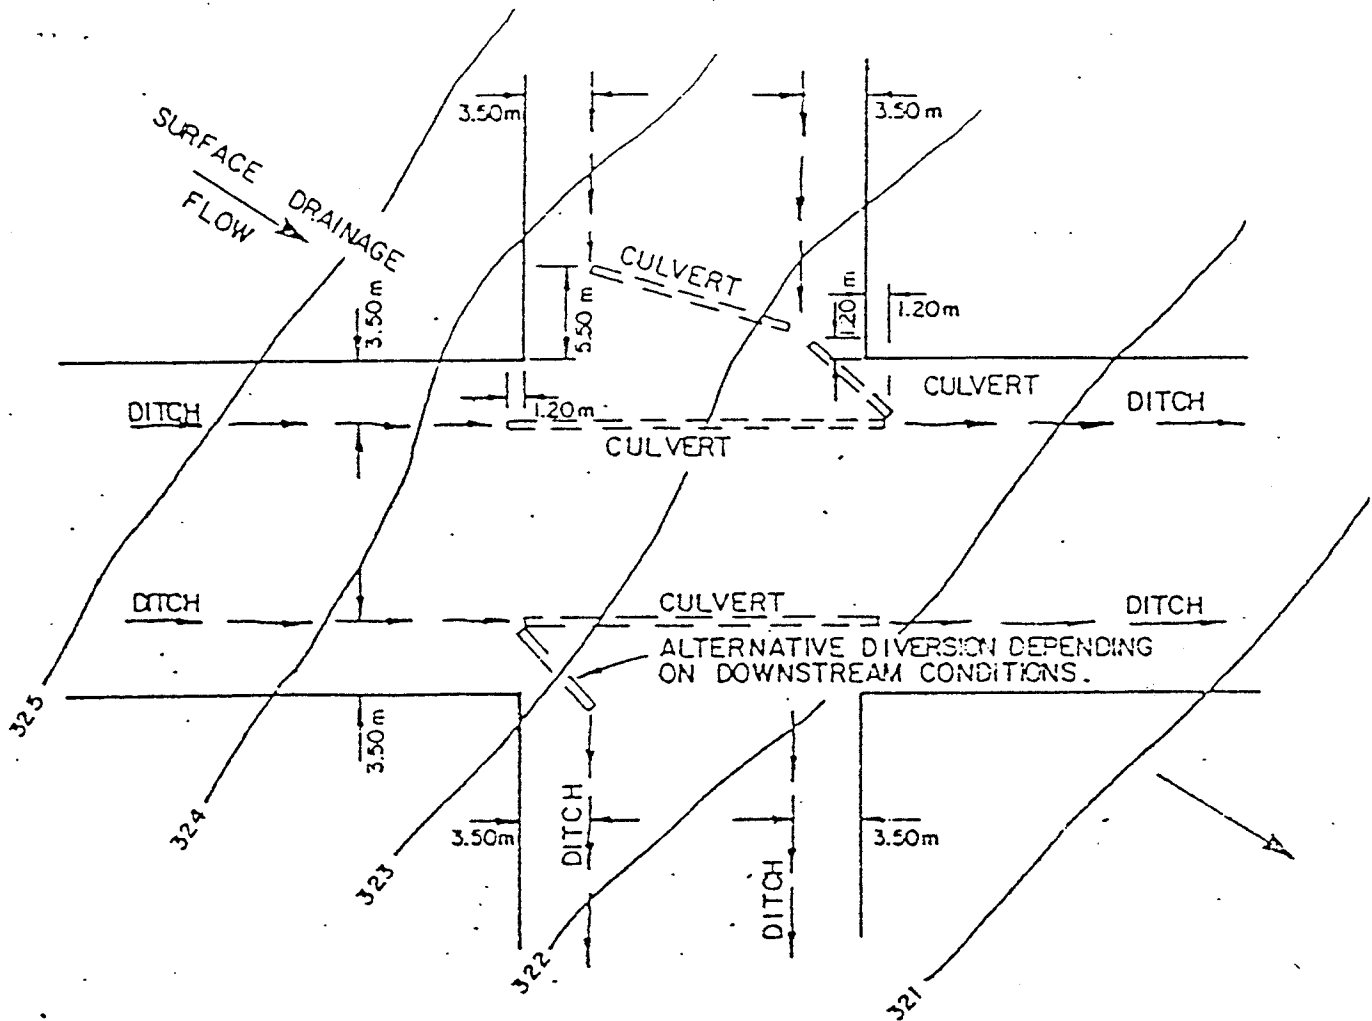 3.50m
3.50m
SURFACE DRAINAGE
FLOW
CULVERT
3.50m
5.50 m
1.20 m
1.20m
DITCH
1.20m
CULVERT
CULVERT
DITCH
DITCH
CULVERT
DITCH
ALTERNATIVE DIVERSION DEPENDING
ON DOWNSTREAM CONDITIONS.
325
3.50m
324
3.50m
DITCH
3.50m
323
DITCH
322
321